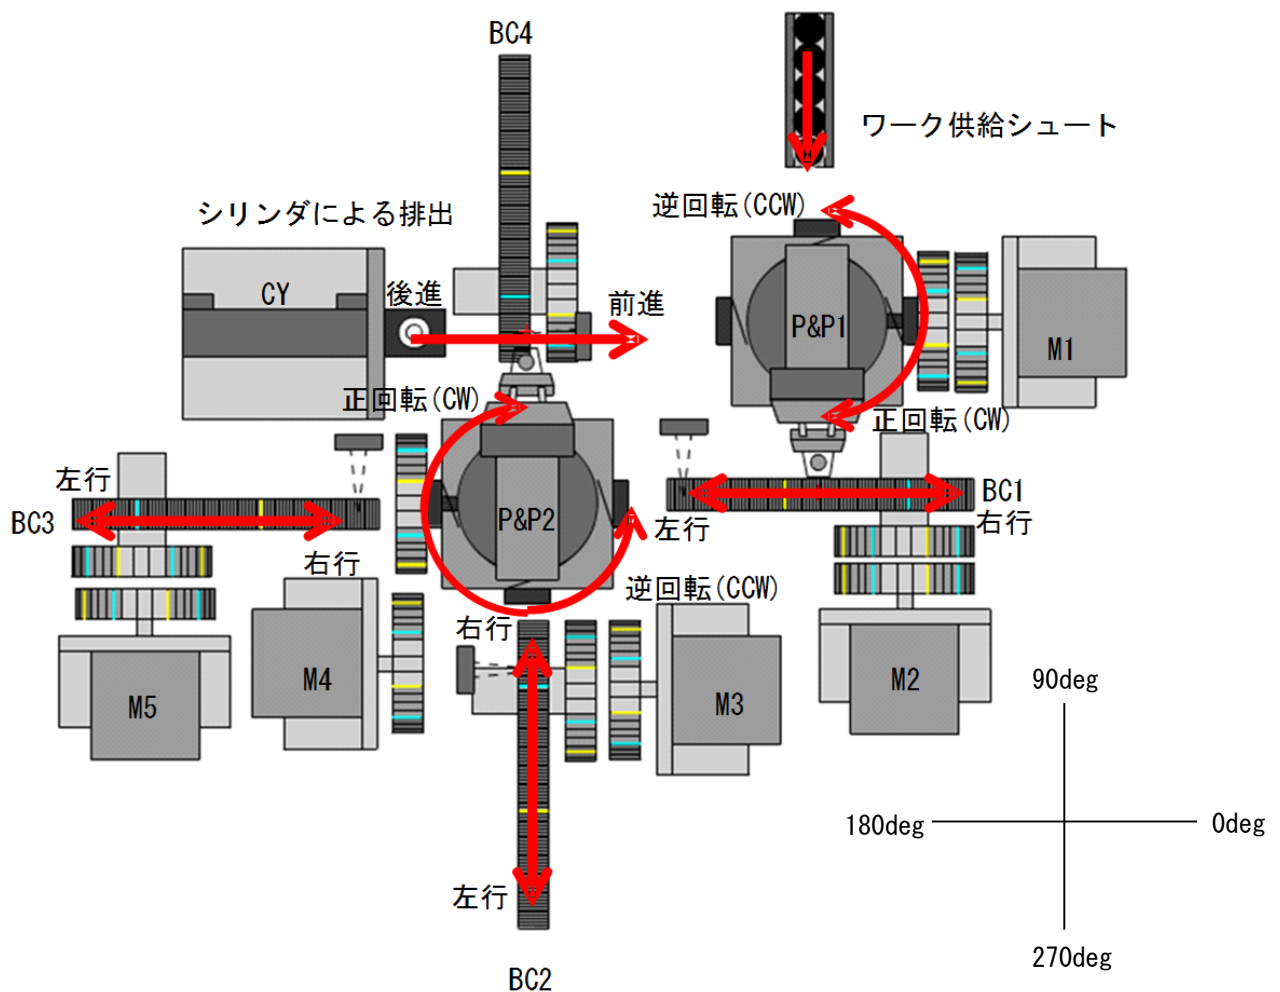 BC4
ワーク供給シュート
シリンダによる排出
逆回転(CCW)
CY
後進
前進
P&P1
M1
正回転(CW)
正回転(CW)
左行
BC3
右行
P&P2
左行
BC1
右行
逆回転(CCW)
右行
M5
M4
M3
M2
左行
BC2
90deg
180deg
0deg
270deg